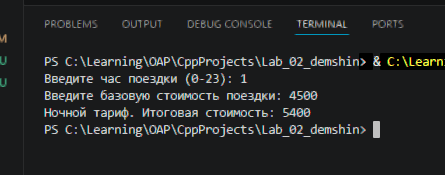 PROBLEMS OUTPUT DEBUG CONSOLE TERMINAL PORTS
M
U
U
PS C:\Learning\OAP\CppProjects\Lab_02_demshin> & C:\Learn
Введите час поездки (0-23): 1
Введите базовую стоимость поездки: 4500
Ночной тариф. Итоговая стоимость: 5400
PS C:\Learning\OAP\CppProjects\Lab_02_demshin>